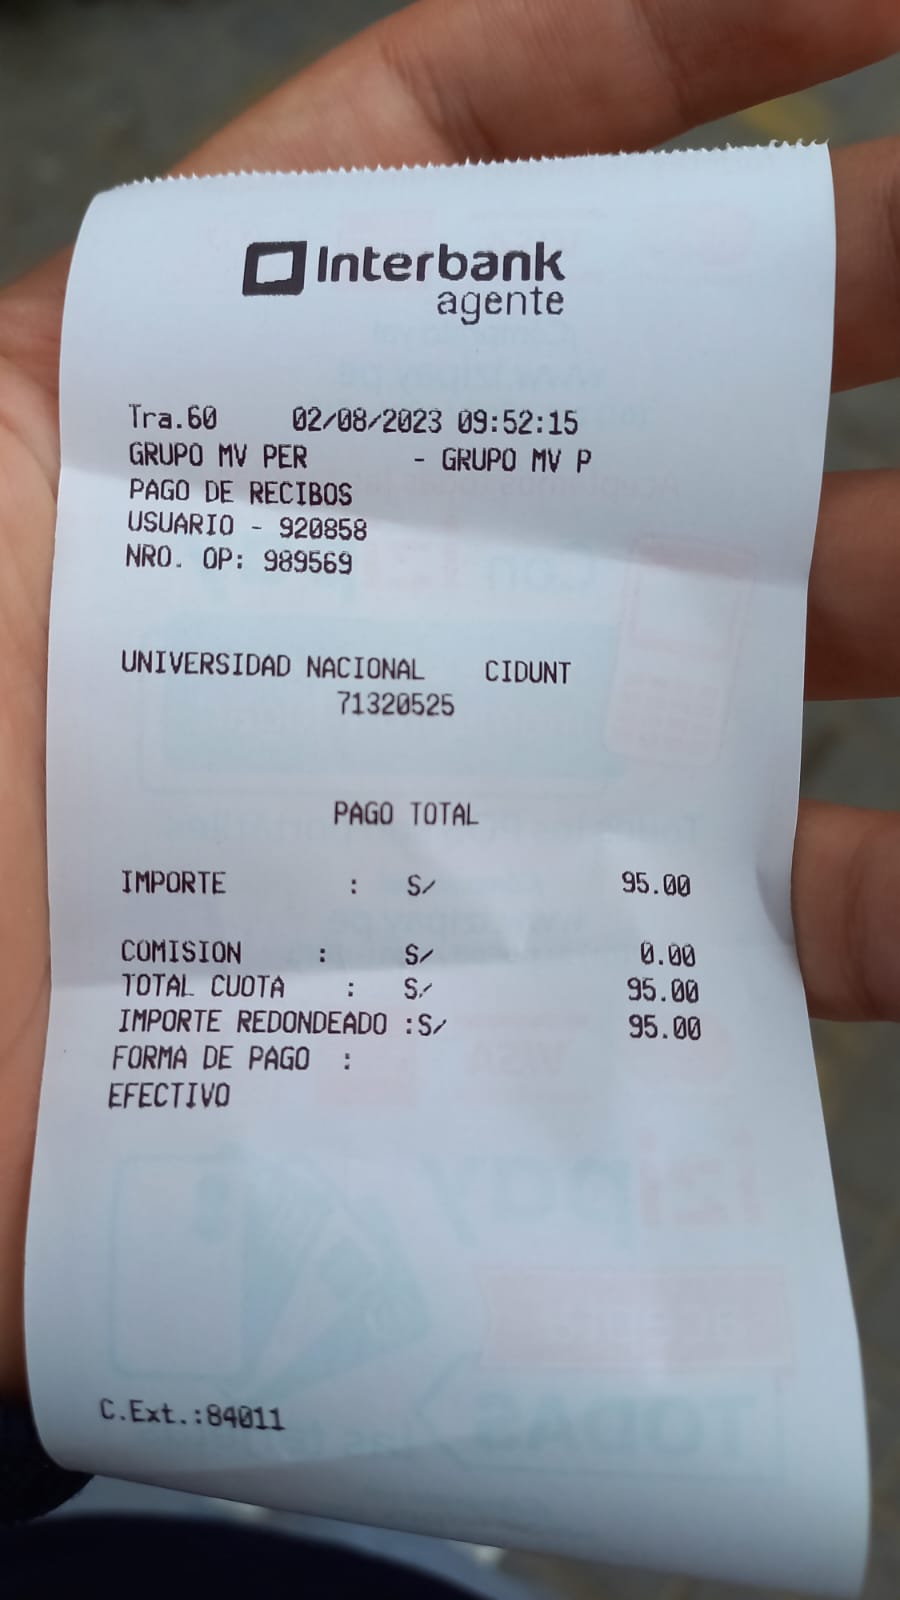 Interbank
agente
Tra.60 02/08/2023 09:52:15
GRUPO MV PER - GRUPO MV P
PAGO DE RECIBOS
USUARIO - 920858
NRO. OP: 989569
UNIVERSIDAD NACIONAL CIDUNT
71320525
PAGO TOTAL
IMPORTE : S/ 95.00
COMISION : S/ 0.00
TOTAL CUOTA : S/ 95.00
IMPORTE REDONDEADO :S/ 95.00
FORMA DE PAGO :
EFECTIVO
C.Ext.:84011